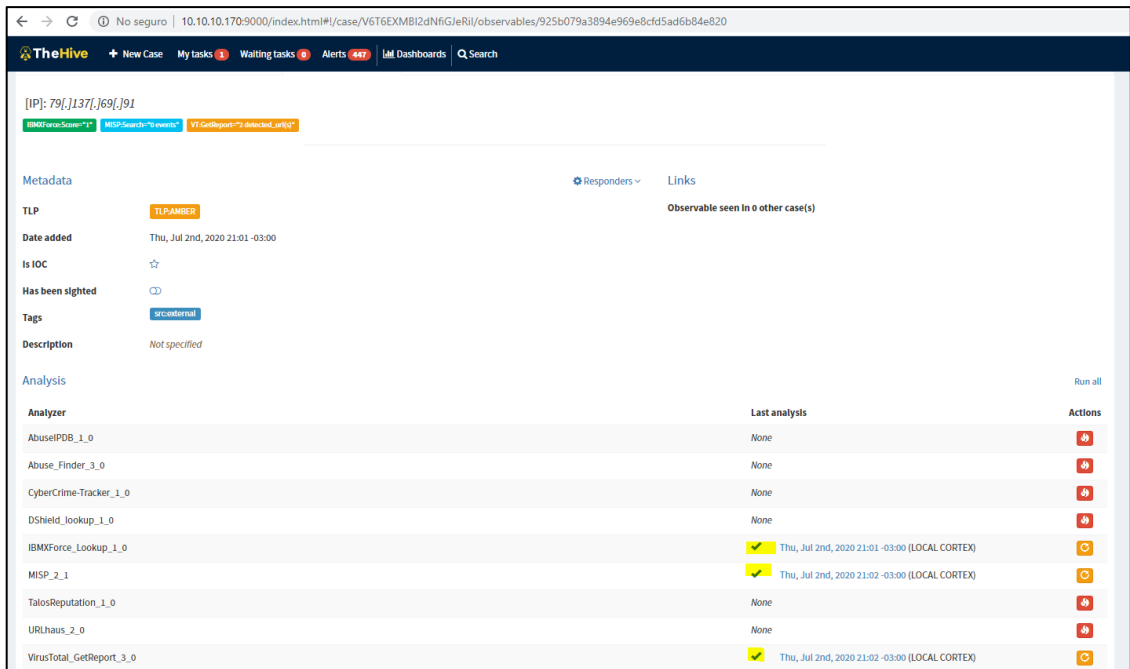 No seguro | 10.10.10.170:9000/index.html#!/case/V6T6EXMBI2dNfiGJeRil/observables/925b079a3894e969e8cfd5ad6b84e820
TheHive + New Case My tasks 1 Waiting tasks 0 Alerts 447 Dashboards Search
[IP]: 79[.]137[.]69[.]91
IBMXForce:Score="1" MISP:Search="0 events" VT:GetReport="2 detected_url(s)"
Metadata Responders Links
TLP TLP:AMBER Observable seen in 0 other case(s)
Date added Thu, Jul 2nd, 2020 21:01 -03:00
Is IOC
Has been sighted
Tags src:external
Description Not specified
Analysis Run all
Analyzer Last analysis Actions
AbuseIPDB_1_0 None
Abuse_Finder_3_0 None
CyberCrime-Tracker_1_0 None
DShield_lookup_1_0 None
IBMXForce_Lookup_1_0 Thu, Jul 2nd, 2020 21:01 -03:00 (LOCAL CORTEX)
MISP_2_1 Thu, Jul 2nd, 2020 21:02 -03:00 (LOCAL CORTEX)
TalosReputation_1_0 None
URLhaus_2_0 None
VirusTotal_GetReport_3_0 Thu, Jul 2nd, 2020 21:02 -03:00 (LOCAL CORTEX)